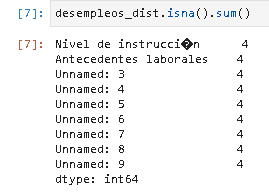 [7]: desempleos_dist.isna().sum()
[7]: Nivel de instrucci�n 4
Antecedentes laborales 4
Unnamed: 3 4
Unnamed: 4 4
Unnamed: 5 4
Unnamed: 6 4
Unnamed: 7 4
Unnamed: 8 4
Unnamed: 9 4
dtype: int64